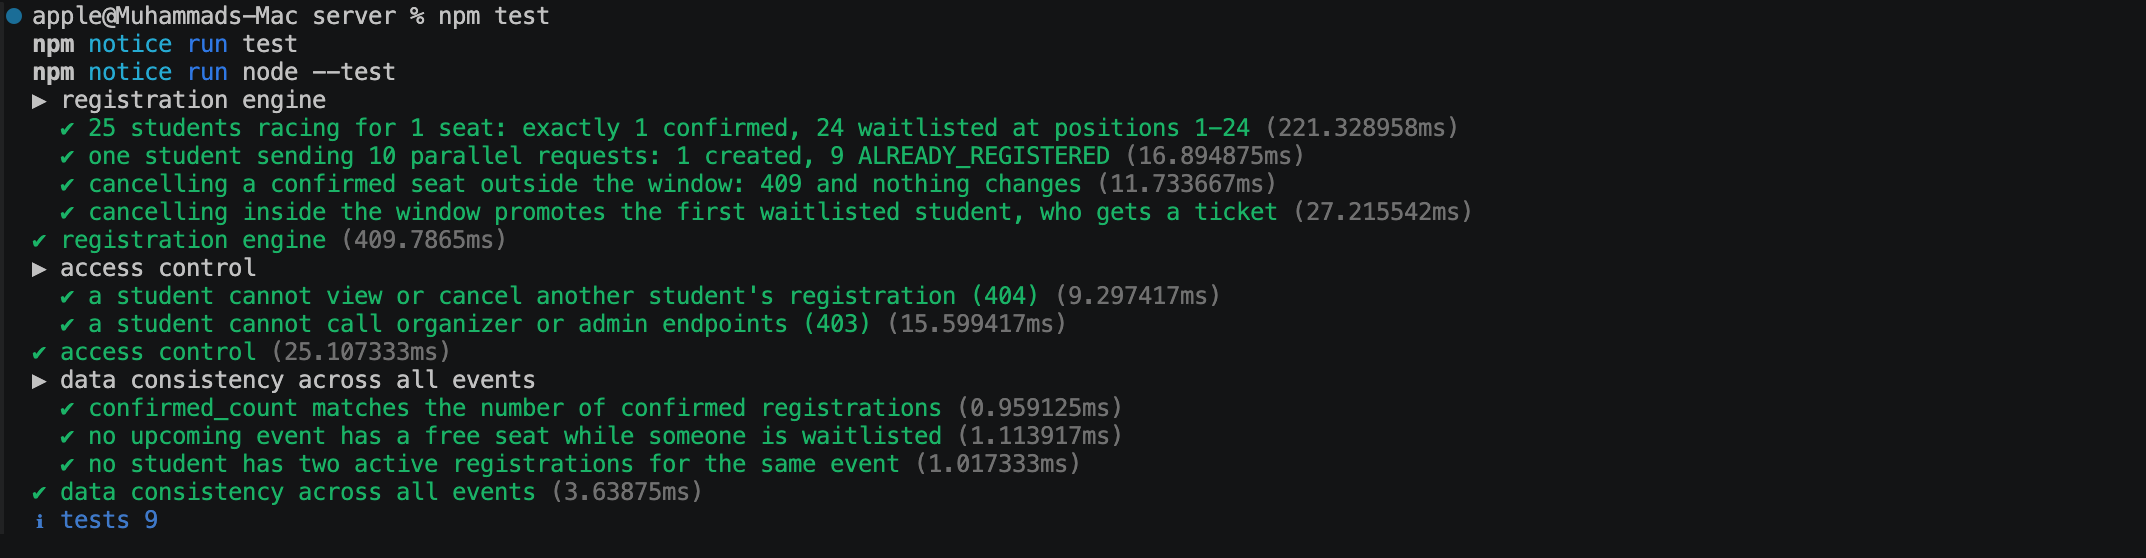 apple@Muhammads-Mac server % npm test
npm notice run test
npm notice run node --test
▶ registration engine
✔ 25 students racing for 1 seat: exactly 1 confirmed, 24 waitlisted at positions 1-24 (221.328958ms)
✔ one student sending 10 parallel requests: 1 created, 9 ALREADY_REGISTERED (16.894875ms)
✔ cancelling a confirmed seat outside the window: 409 and nothing changes (11.733667ms)
✔ cancelling inside the window promotes the first waitlisted student, who gets a ticket (27.215542ms)
✔ registration engine (409.7865ms)
▶ access control
✔ a student cannot view or cancel another student's registration (404) (9.297417ms)
✔ a student cannot call organizer or admin endpoints (403) (15.599417ms)
✔ access control (25.107333ms)
▶ data consistency across all events
✔ confirmed_count matches the number of confirmed registrations (0.959125ms)
✔ no upcoming event has a free seat while someone is waitlisted (1.113917ms)
✔ no student has two active registrations for the same event (1.017333ms)
✔ data consistency across all events (3.63875ms)
ℹ tests 9